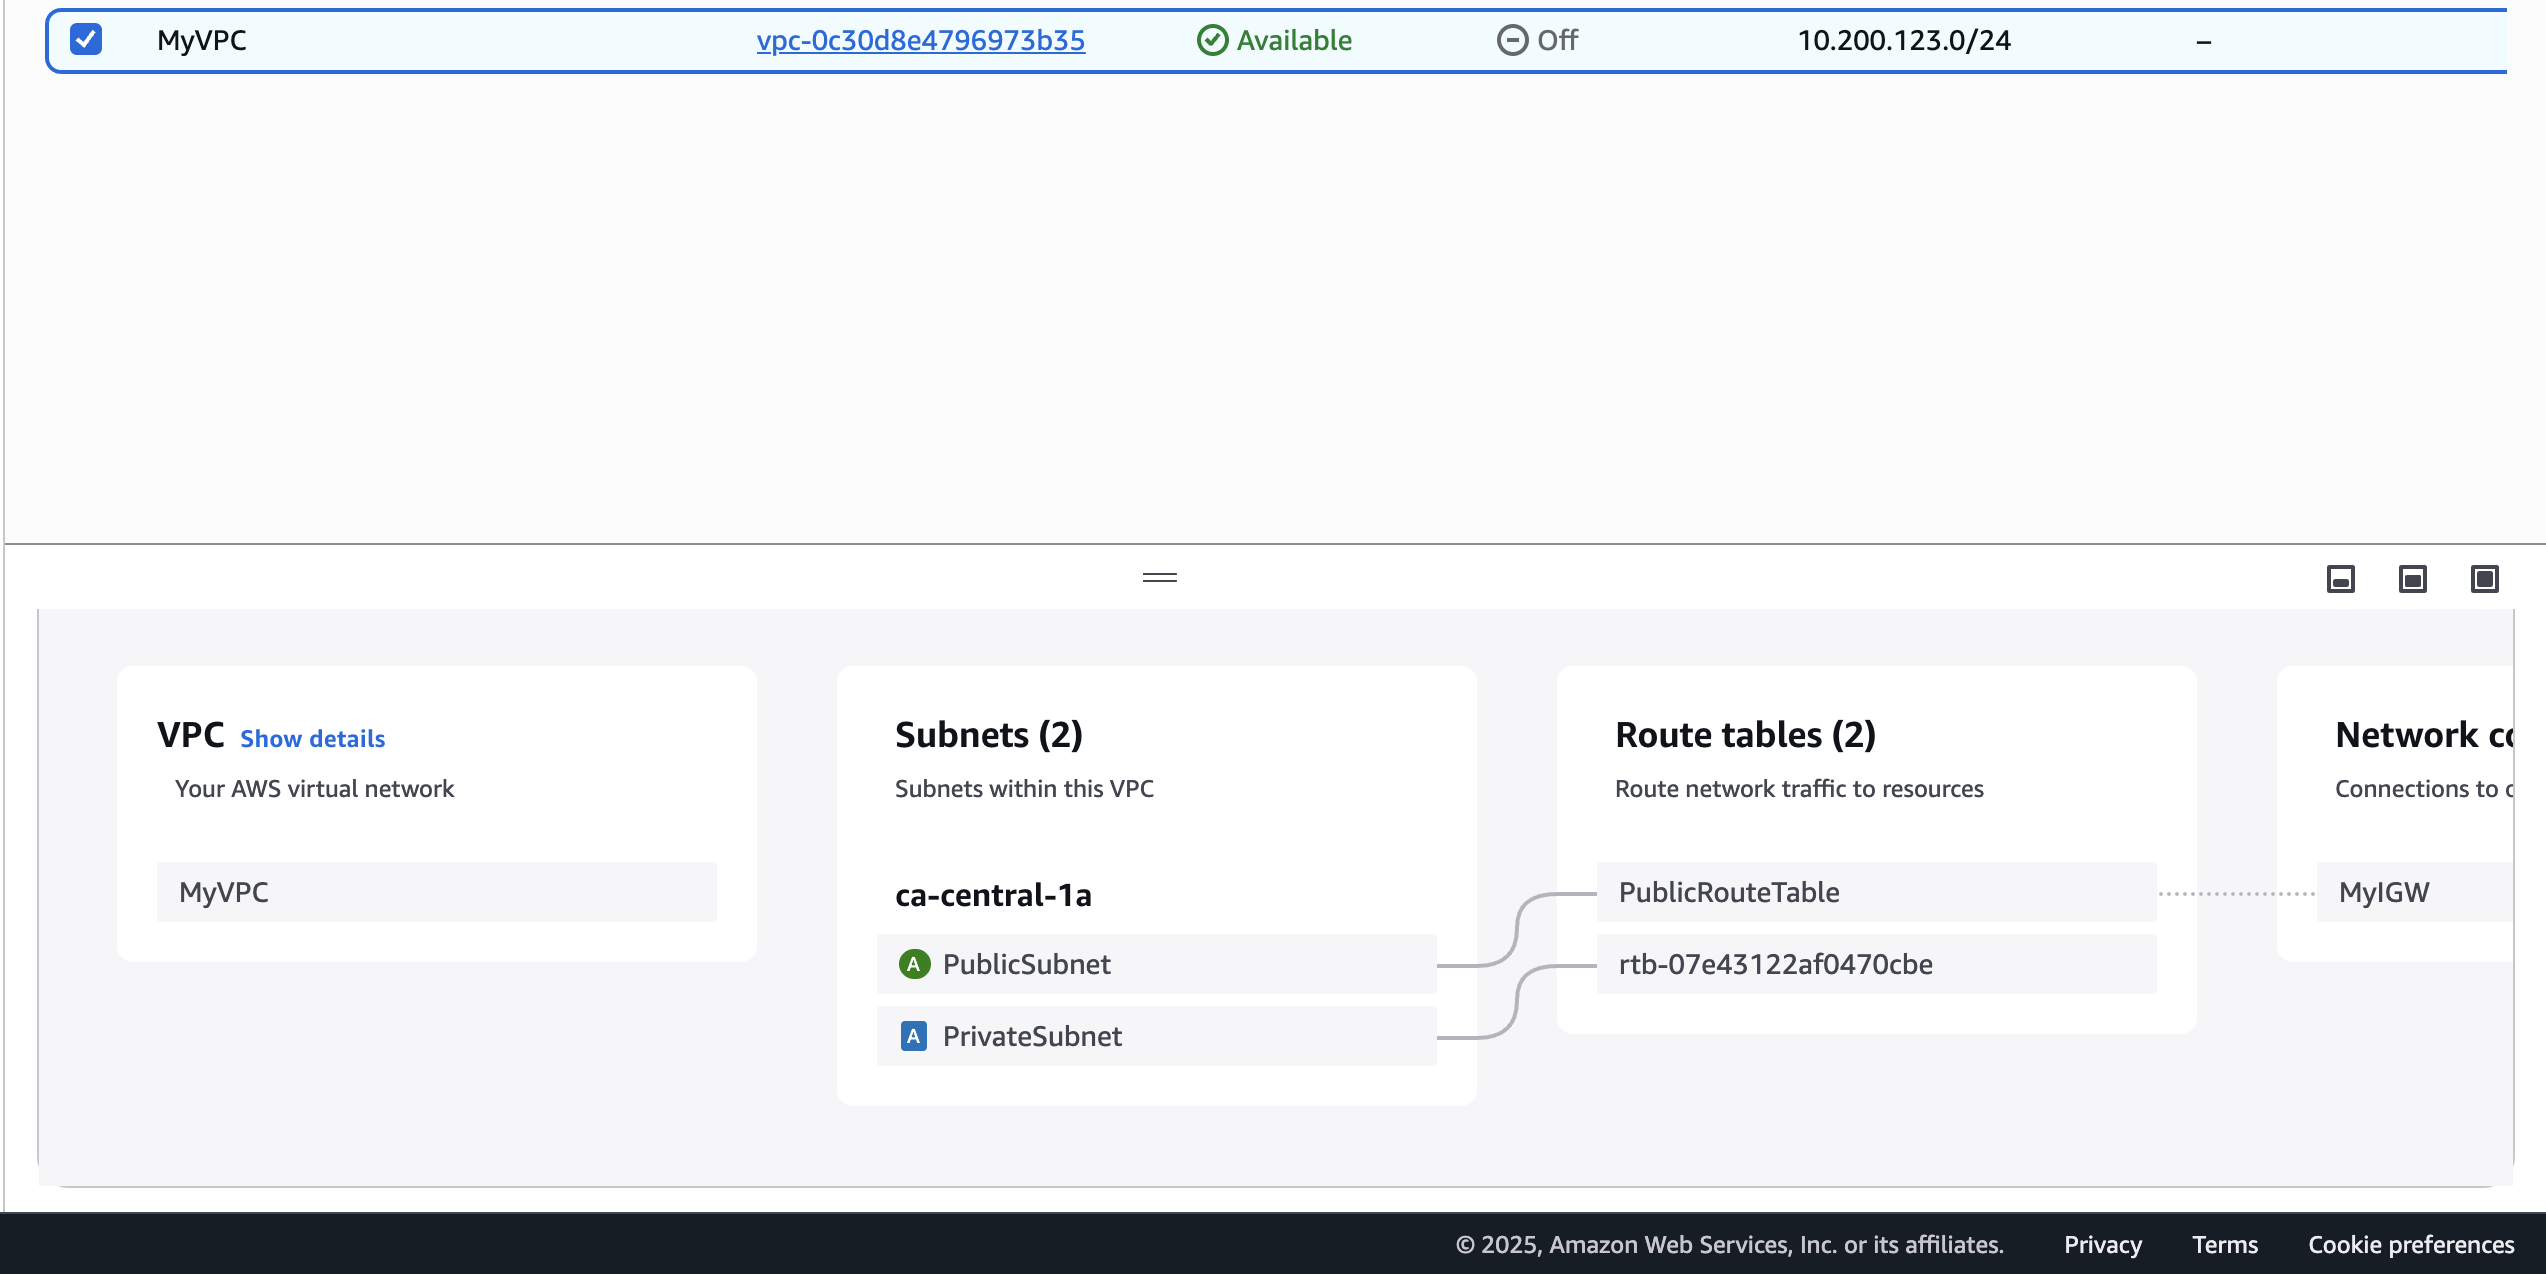 MyVPC vpc-0c30d8e4796973b35 Available Off 10.200.123.0/24 –
VPC Show details
Your AWS virtual network
MyVPC
Subnets (2)
Subnets within this VPC
ca-central-1a
A PublicSubnet
A PrivateSubnet
Route tables (2)
Route network traffic to resources
PublicRouteTable
rtb-07e43122af0470cbe
Network
Connections to
MyIGW
© 2025, Amazon Web Services, Inc. or its affiliates. Privacy Terms Cookie preferences